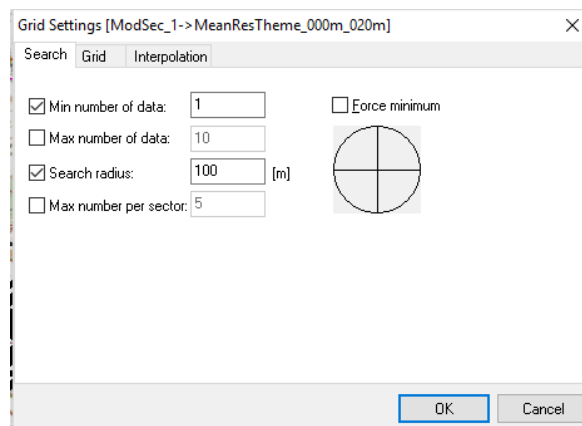 Grid Settings [ModSec_1->MeanResTheme_000m_020m]
Search Grid Interpolation
Min number of data: 1 Force minimum
Max number of data: 10
Search radius: 100 [m]
Max number per sector: 5
OK Cancel